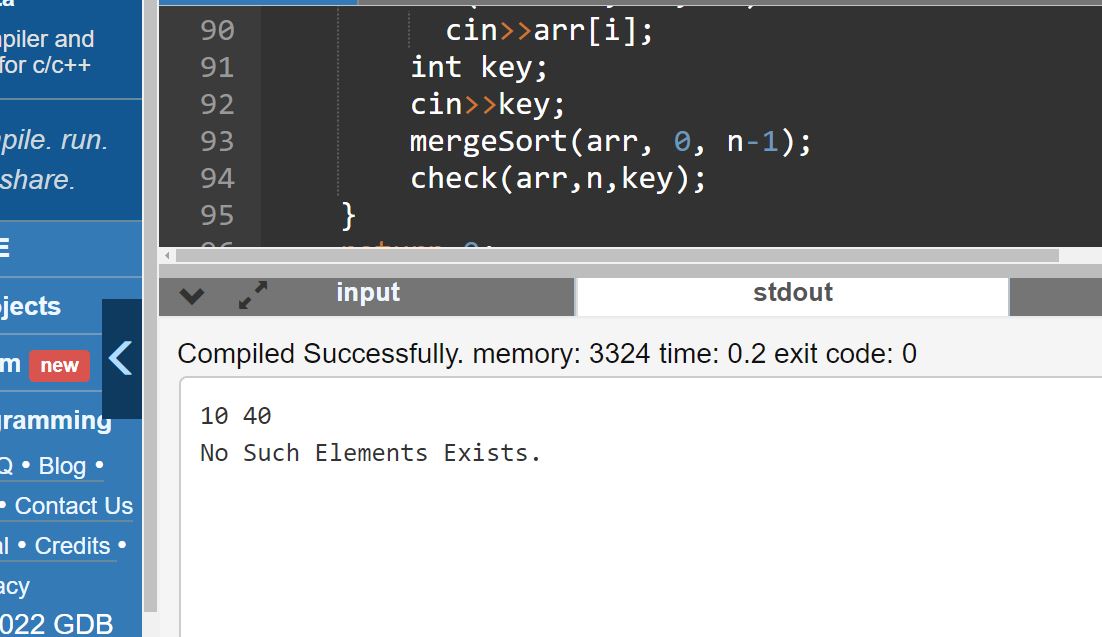 piler and
for c/c++
pile. run.
share.
jects
m new
ramming
Q • Blog •
• Contact Us
al • Credits •
acy
022 GDB
90 cin>>arr[i];
91 int key;
92 cin>>key;
93 mergeSort(arr, 0, n-1);
94 check(arr,n,key);
95 }
input stdout
Compiled Successfully. memory: 3324 time: 0.2 exit code: 0
10 40
No Such Elements Exists.